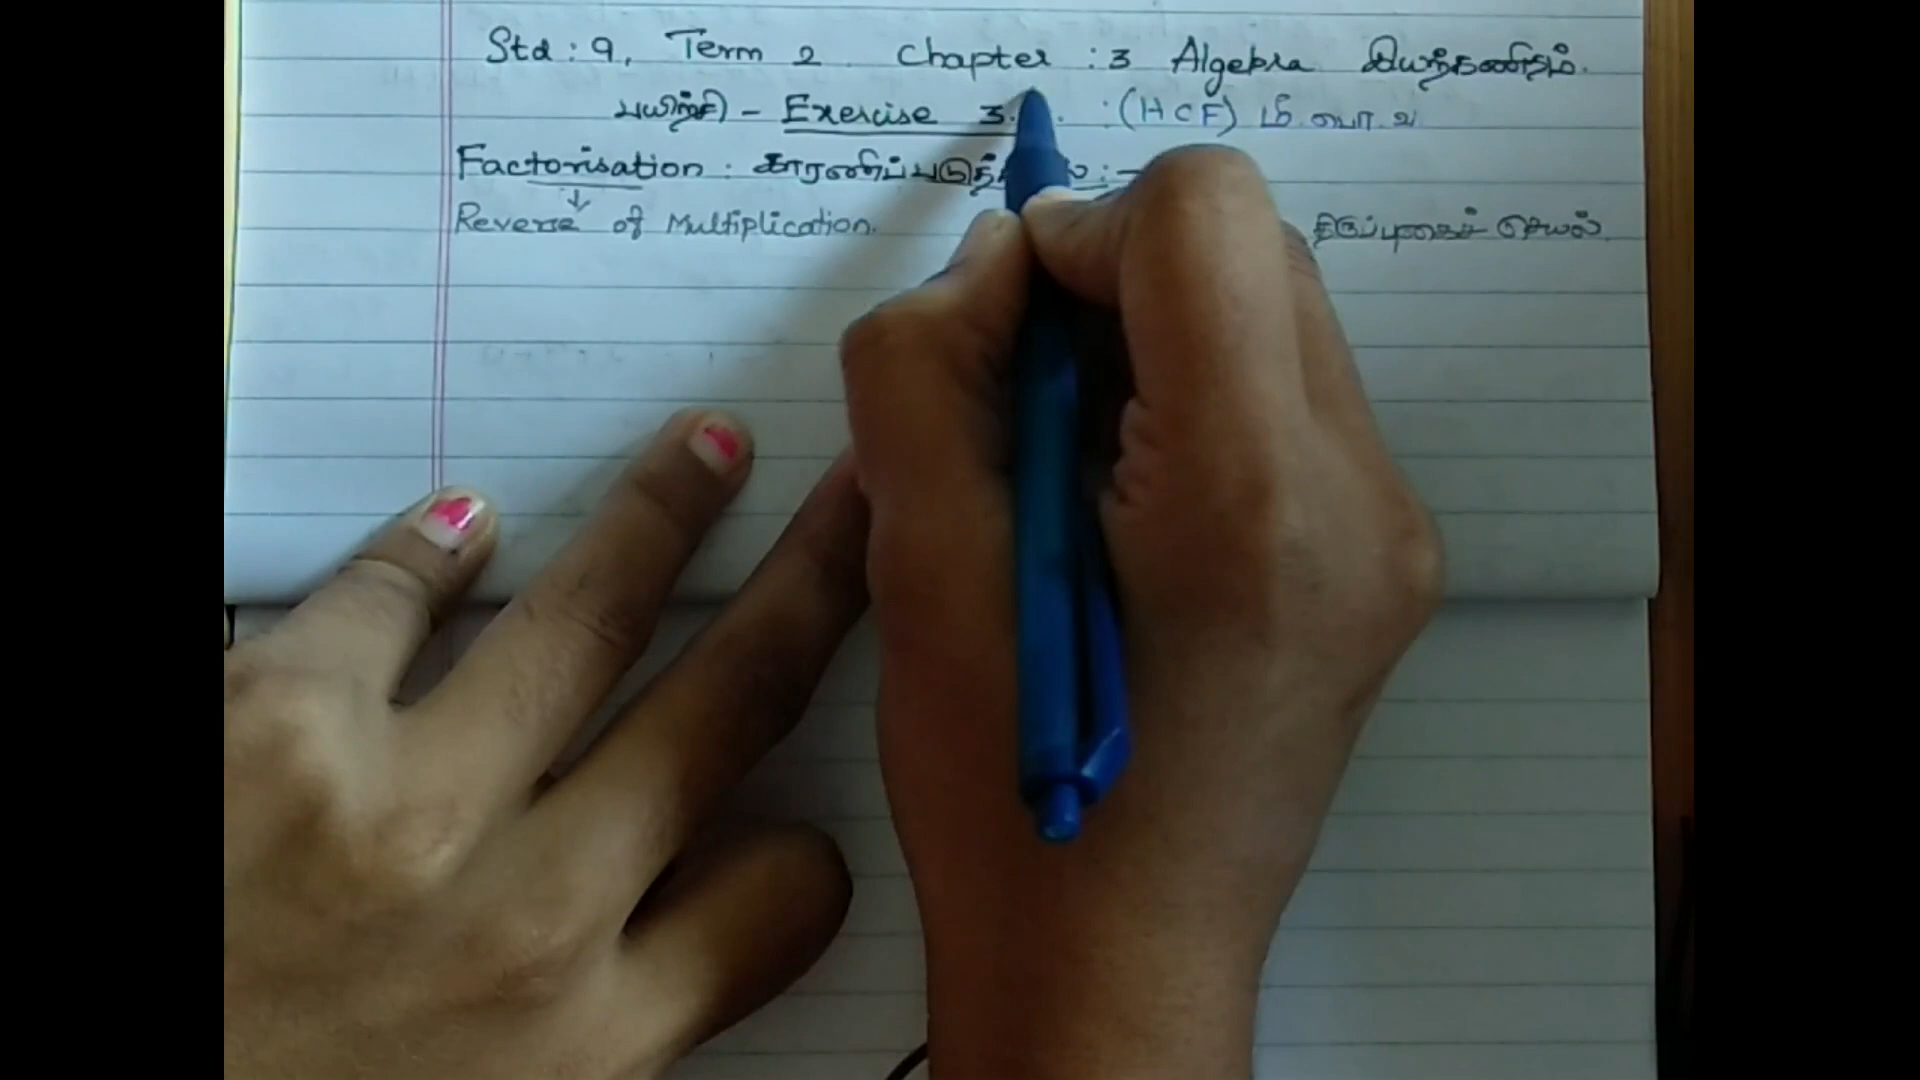 Std : 9, Term 2 Chapter : 3 Algebra இயற்கணிதம்.
பயிற்சி - Exercise 3. : (HCF) மீ.பொ.வ
Factorisation : காரணிப்படுத் : -
↓
Reverse of Multiplication. திருப்புகைச் செயல்.